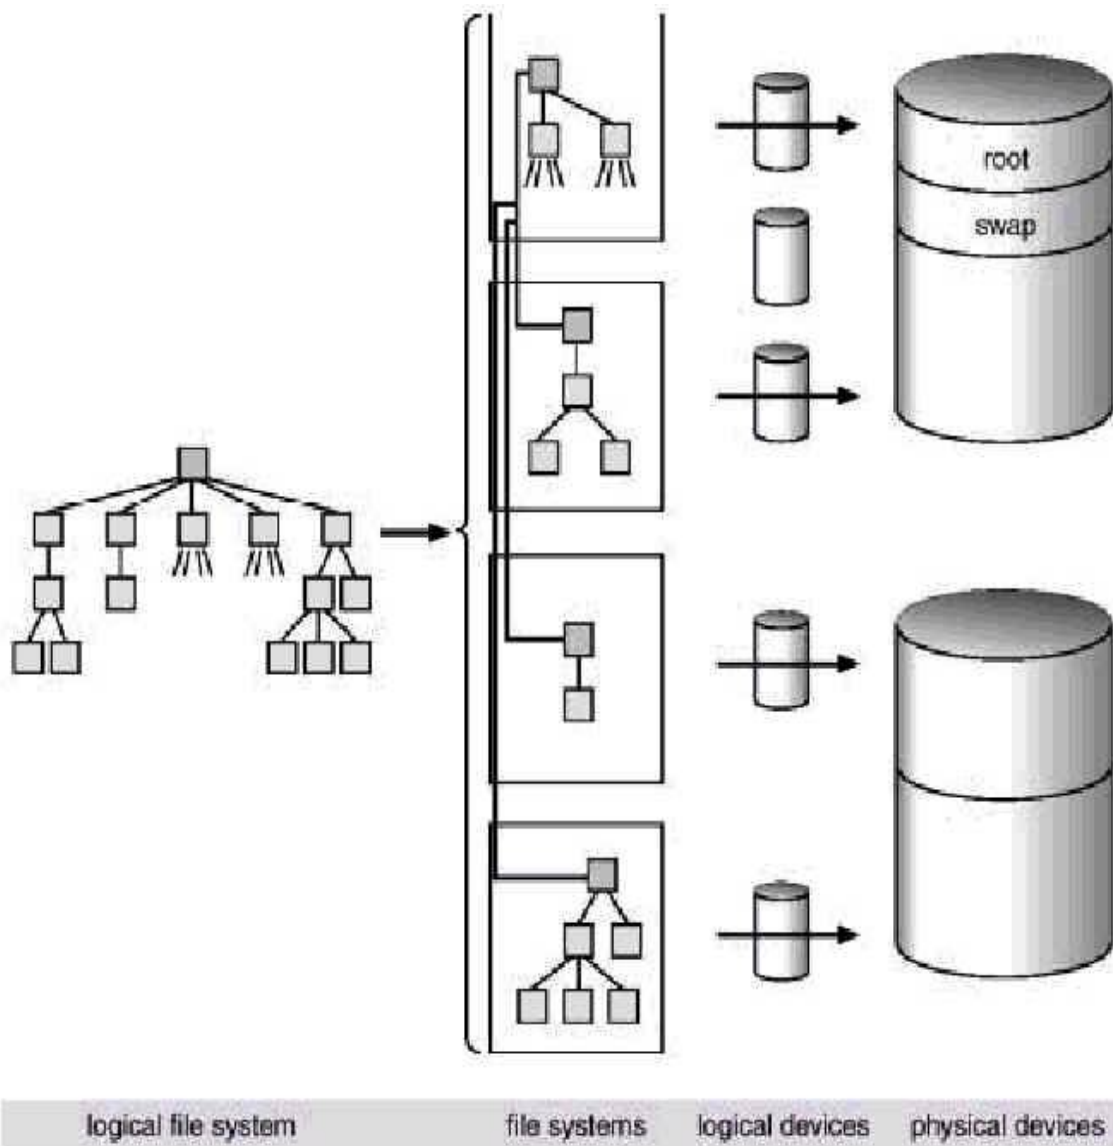 root
swap
logical file system
file systems
logical devices
physical devices